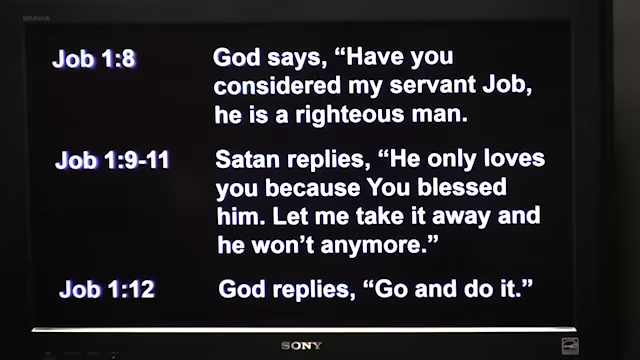 BRAVIA
Job 1:8 God says, “Have you
considered my servant Job,
he is a righteous man.
Job 1:9-11 Satan replies, “He only loves
you because You blessed
him. Let me take it away and
he won’t anymore.”
Job 1:12 God replies, “Go and do it.”
SONY